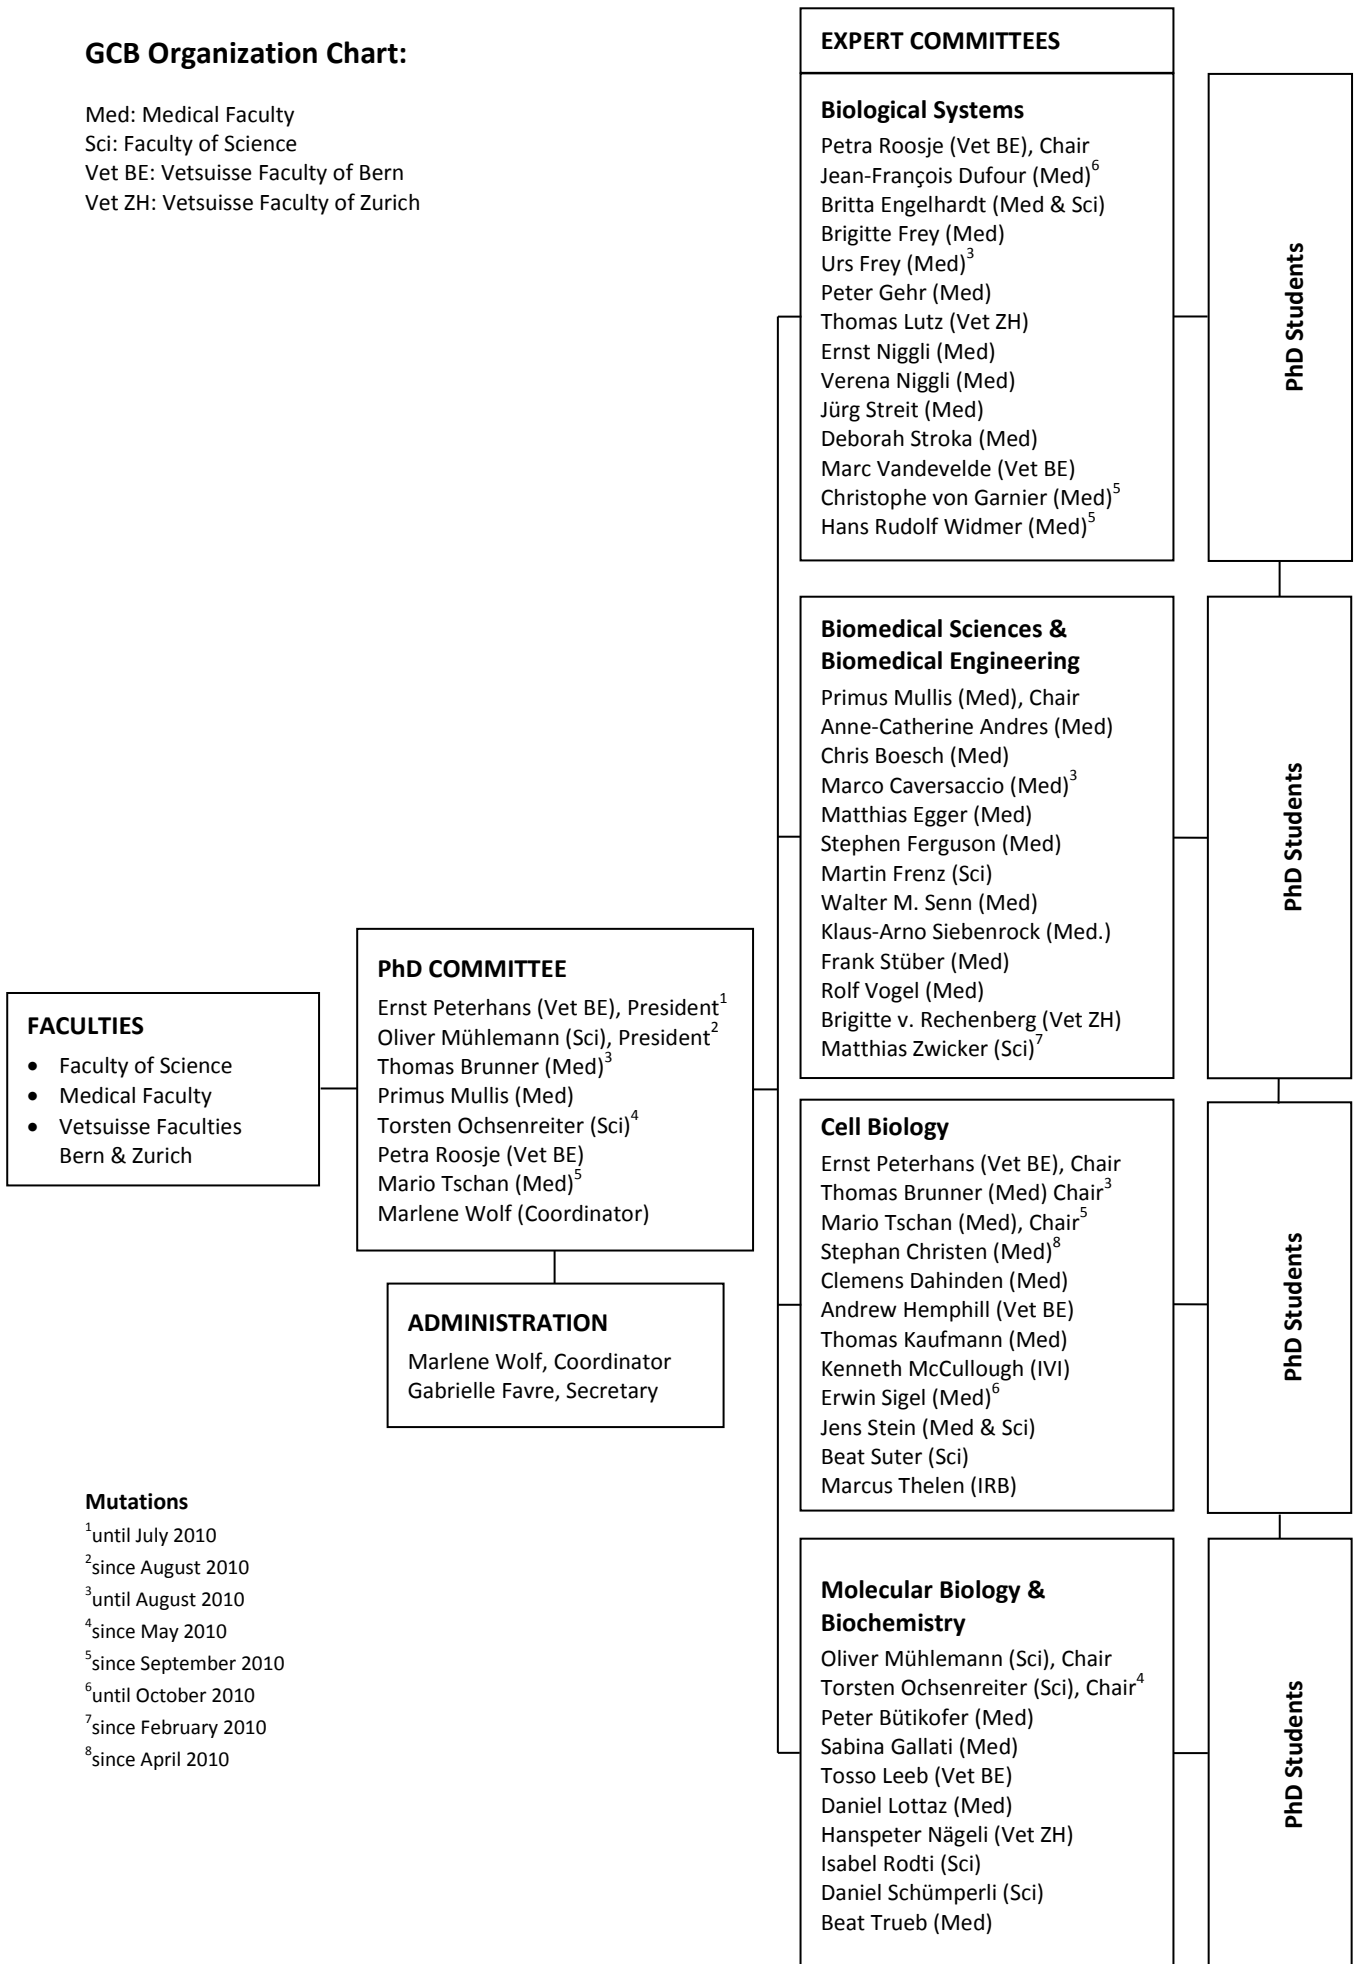 GCB Organization Chart:
Med: Medical Faculty
Sci: Faculty of Science
Vet BE: Vetsuisse Faculty of Bern
Vet ZH: Vetsuisse Faculty of Zurich
FACULTIES
• Faculty of Science
• Medical Faculty
• Vetsuisse Faculties
Bern & Zurich
PhD COMMITTEE
Ernst Peterhans (Vet BE), President1
Oliver Mühlemann (Sci), President2
Thomas Brunner (Med)3
Primus Mullis (Med)
Torsten Ochsenreiter (Sci)4
Petra Roosje (Vet BE)
Mario Tschan (Med)5
Marlene Wolf (Coordinator)
ADMINISTRATION
Marlene Wolf, Coordinator
Gabrielle Favre, Secretary
EXPERT COMMITTEES
Biological Systems
Petra Roosje (Vet BE), Chair
Jean-François Dufour (Med)6
Britta Engelhardt (Med & Sci)
Brigitte Frey (Med)
Urs Frey (Med)3
Peter Gehr (Med)
Thomas Lutz (Vet ZH)
Ernst Niggli (Med)
Verena Niggli (Med)
Jürg Streit (Med)
Deborah Stroka (Med)
Marc Vandevelde (Vet BE)
Christophe von Garnier (Med)5
Hans Rudolf Widmer (Med)5
PhD Students
Biomedical Sciences &
Biomedical Engineering
Primus Mullis (Med), Chair
Anne-Catherine Andres (Med)
Chris Boesch (Med)
Marco Caversaccio (Med)3
Matthias Egger (Med)
Stephen Ferguson (Med)
Martin Frenz (Sci)
Walter M. Senn (Med)
Klaus-Arno Siebenrock (Med.)
Frank Stüber (Med)
Rolf Vogel (Med)
Brigitte v. Rechenberg (Vet ZH)
Matthias Zwicker (Sci)7
PhD Students
Cell Biology
Ernst Peterhans (Vet BE), Chair
Thomas Brunner (Med) Chair3
Mario Tschan (Med), Chair5
Stephan Christen (Med)8
Clemens Dahinden (Med)
Andrew Hemphill (Vet BE)
Thomas Kaufmann (Med)
Kenneth McCullough (IVI)
Erwin Sigel (Med)6
Jens Stein (Med & Sci)
Beat Suter (Sci)
Marcus Thelen (IRB)
PhD Students
Molecular Biology &
Biochemistry
Oliver Mühlemann (Sci), Chair
Torsten Ochsenreiter (Sci), Chair4
Peter Bütikofer (Med)
Sabina Gallati (Med)
Tosso Leeb (Vet BE)
Daniel Lottaz (Med)
Hanspeter Nägeli (Vet ZH)
Isabel Rodti (Sci)
Daniel Schümperli (Sci)
Beat Trueb (Med)
PhD Students
Mutations
1until July 2010
2since August 2010
3until August 2010
4since May 2010
5since September 2010
6until October 2010
7since February 2010
8since April 2010